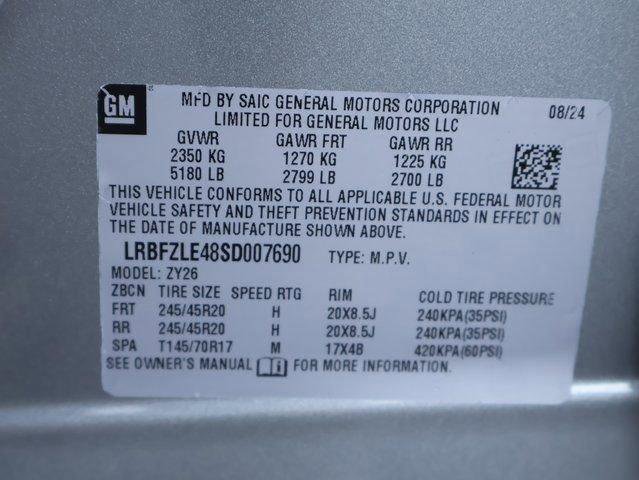 GM
MFD BY SAIC GENERAL MOTORS CORPORATION 08/24
LIMITED FOR GENERAL MOTORS LLC
GVWR GAWR FRT GAWR RR
2350 KG 1270 KG 1225 KG
5180 LB 2799 LB 2700 LB
THIS VEHICLE CONFORMS TO ALL APPLICABLE U.S. FEDERAL MOTOR
VEHICLE SAFETY AND THEFT PREVENTION STANDARDS IN EFFECT ON
THE DATE OF MANUFACTURE SHOWN ABOVE.
LRBFZLE48SD007690 TYPE: M.P.V.
MODEL: ZY26
ZBCN TIRE SIZE SPEED RTG RIM COLD TIRE PRESSURE
FRT 245/45R20 H 20X8.5J 240KPA(35PSI)
RR 245/45R20 H 20X8.5J 240KPA(35PSI)
SPA T145/70R17 M 17X4B 420KPA(60PSI)
SEE OWNER'S MANUAL FOR MORE INFORMATION.